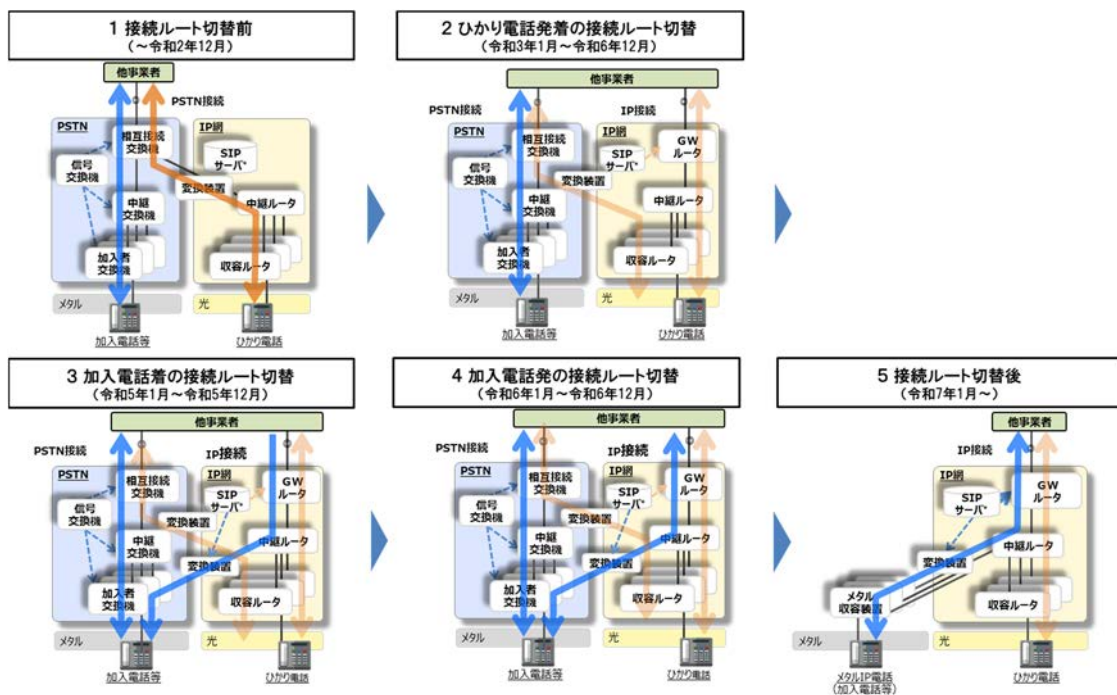 1 接続ルート切替前
(～令和2年12月)
他事業者
PSTN接続
PSTN
IP網
相互接続
交換機
SIP
サーバ*
信号
交換機
変換装置
中継
交換機
中継ルータ
加入者
交換機
収容ルータ
メタル
光
加入電話等
ひかり電話
2 ひかり電話発着の接続ルート切替
(令和3年1月～令和6年12月)
他事業者
PSTN接続
IP接続
PSTN
IP網
相互接続
交換機
SIP
サーバ*
GW
ルータ
信号
交換機
変換装置
中継
交換機
中継ルータ
加入者
交換機
収容ルータ
メタル
光
加入電話等
ひかり電話
3 加入電話着の接続ルート切替
(令和5年1月～令和5年12月)
他事業者
PSTN接続
IP接続
PSTN
IP網
相互接続
交換機
SIP
サーバ*
GW
ルータ
信号
交換機
変換装置
中継
交換機
中継ルータ
変換装置
加入者
交換機
収容ルータ
メタル
光
加入電話等
ひかり電話
4 加入電話発の接続ルート切替
(令和6年1月～令和6年12月)
他事業者
PSTN接続
IP接続
PSTN
IP網
相互接続
交換機
SIP
サーバ*
GW
ルータ
信号
交換機
変換装置
中継
交換機
中継ルータ
変換装置
加入者
交換機
収容ルータ
メタル
光
加入電話等
ひかり電話
5 接続ルート切替後
(令和7年1月～)
他事業者
IP接続
IP網
SIP
サーバ*
GW
ルータ
中継ルータ
変換装置
メタル
収容装置
収容ルータ
メタル
光
メタルIP電話
(加入電話等)
ひかり電話